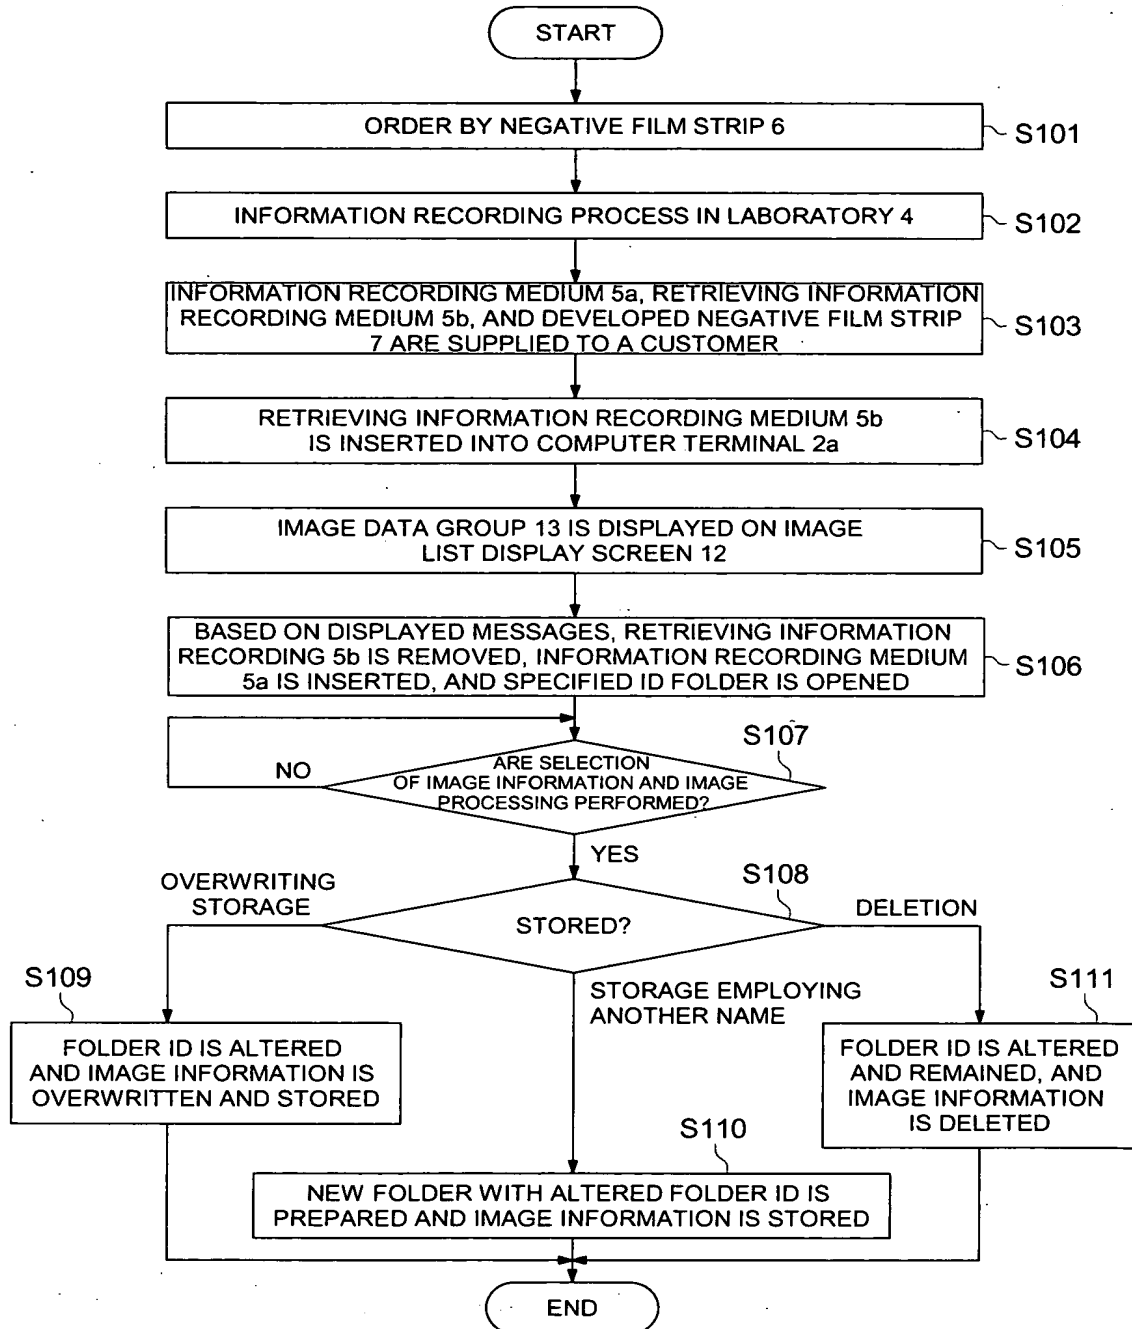 START
ORDER BY NEGATIVE FILM STRIP 6
S101
INFORMATION RECORDING PROCESS IN LABORATORY 4
S102
INFORMATION RECORDING MEDIUM 5a, RETRIEVING INFORMATION
RECORDING MEDIUM 5b, AND DEVELOPED NEGATIVE FILM STRIP
7 ARE SUPPLIED TO A CUSTOMER
S103
RETRIEVING INFORMATION RECORDING MEDIUM 5b
IS INSERTED INTO COMPUTER TERMINAL 2a
S104
IMAGE DATA GROUP 13 IS DISPLAYED ON IMAGE
LIST DISPLAY SCREEN 12
S105
BASED ON DISPLAYED MESSAGES, RETRIEVING INFORMATION
RECORDING 5b IS REMOVED, INFORMATION RECORDING MEDIUM
5a IS INSERTED, AND SPECIFIED ID FOLDER IS OPENED
S106
S107
ARE SELECTION
OF IMAGE INFORMATION AND IMAGE
PROCESSING PERFORMED?
NO
YES
S108
STORED?
OVERWRITING
STORAGE
DELETION
STORAGE EMPLOYING
ANOTHER NAME
S109
FOLDER ID IS ALTERED
AND IMAGE INFORMATION IS
OVERWRITTEN AND STORED
S111
FOLDER ID IS ALTERED
AND REMAINED, AND
IMAGE INFORMATION
IS DELETED
S110
NEW FOLDER WITH ALTERED FOLDER ID IS
PREPARED AND IMAGE INFORMATION IS STORED
END